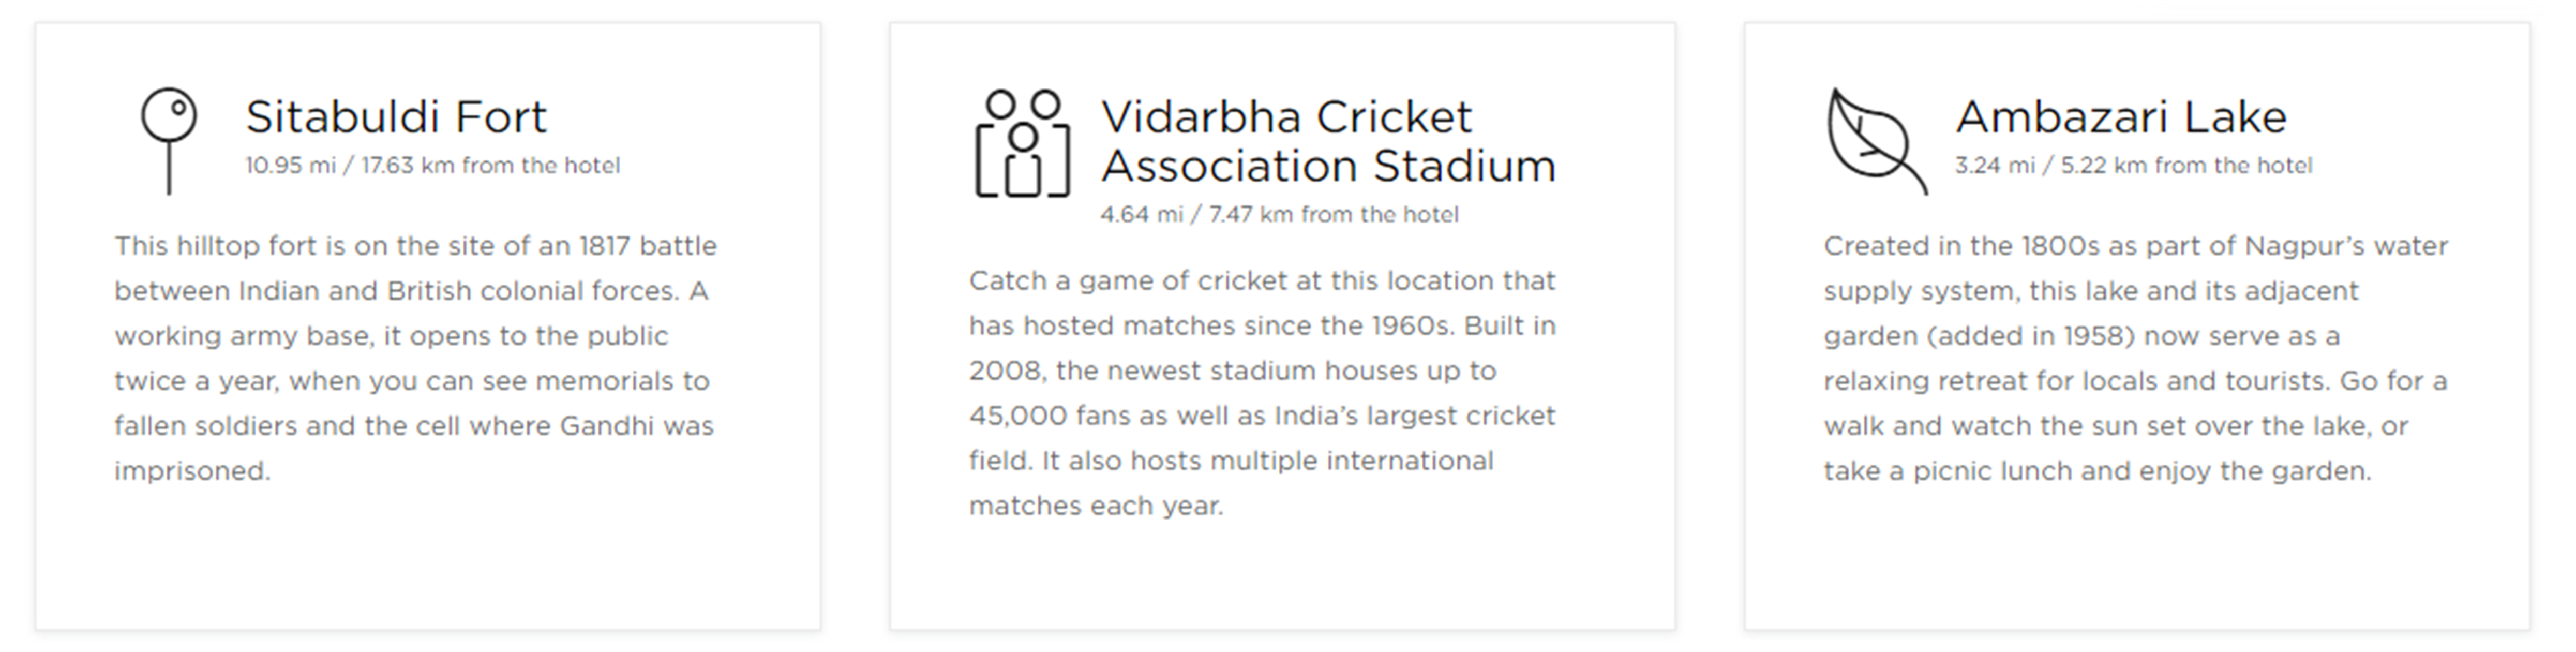 Sitabuldi Fort
10.95 mi / 17.63 km from the hotel
This hilltop fort is on the site of an 1817 battle
between Indian and British colonial forces. A
working army base, it opens to the public
twice a year, when you can see memorials to
fallen soldiers and the cell where Gandhi was
imprisoned.
Vidarbha Cricket
Association Stadium
4.64 mi / 7.47 km from the hotel
Catch a game of cricket at this location that
has hosted matches since the 1960s. Built in
2008, the newest stadium houses up to
45,000 fans as well as India’s largest cricket
field. It also hosts multiple international
matches each year.
Ambazari Lake
3.24 mi / 5.22 km from the hotel
Created in the 1800s as part of Nagpur’s water
supply system, this lake and its adjacent
garden (added in 1958) now serve as a
relaxing retreat for locals and tourists. Go for a
walk and watch the sun set over the lake, or
take a picnic lunch and enjoy the garden.